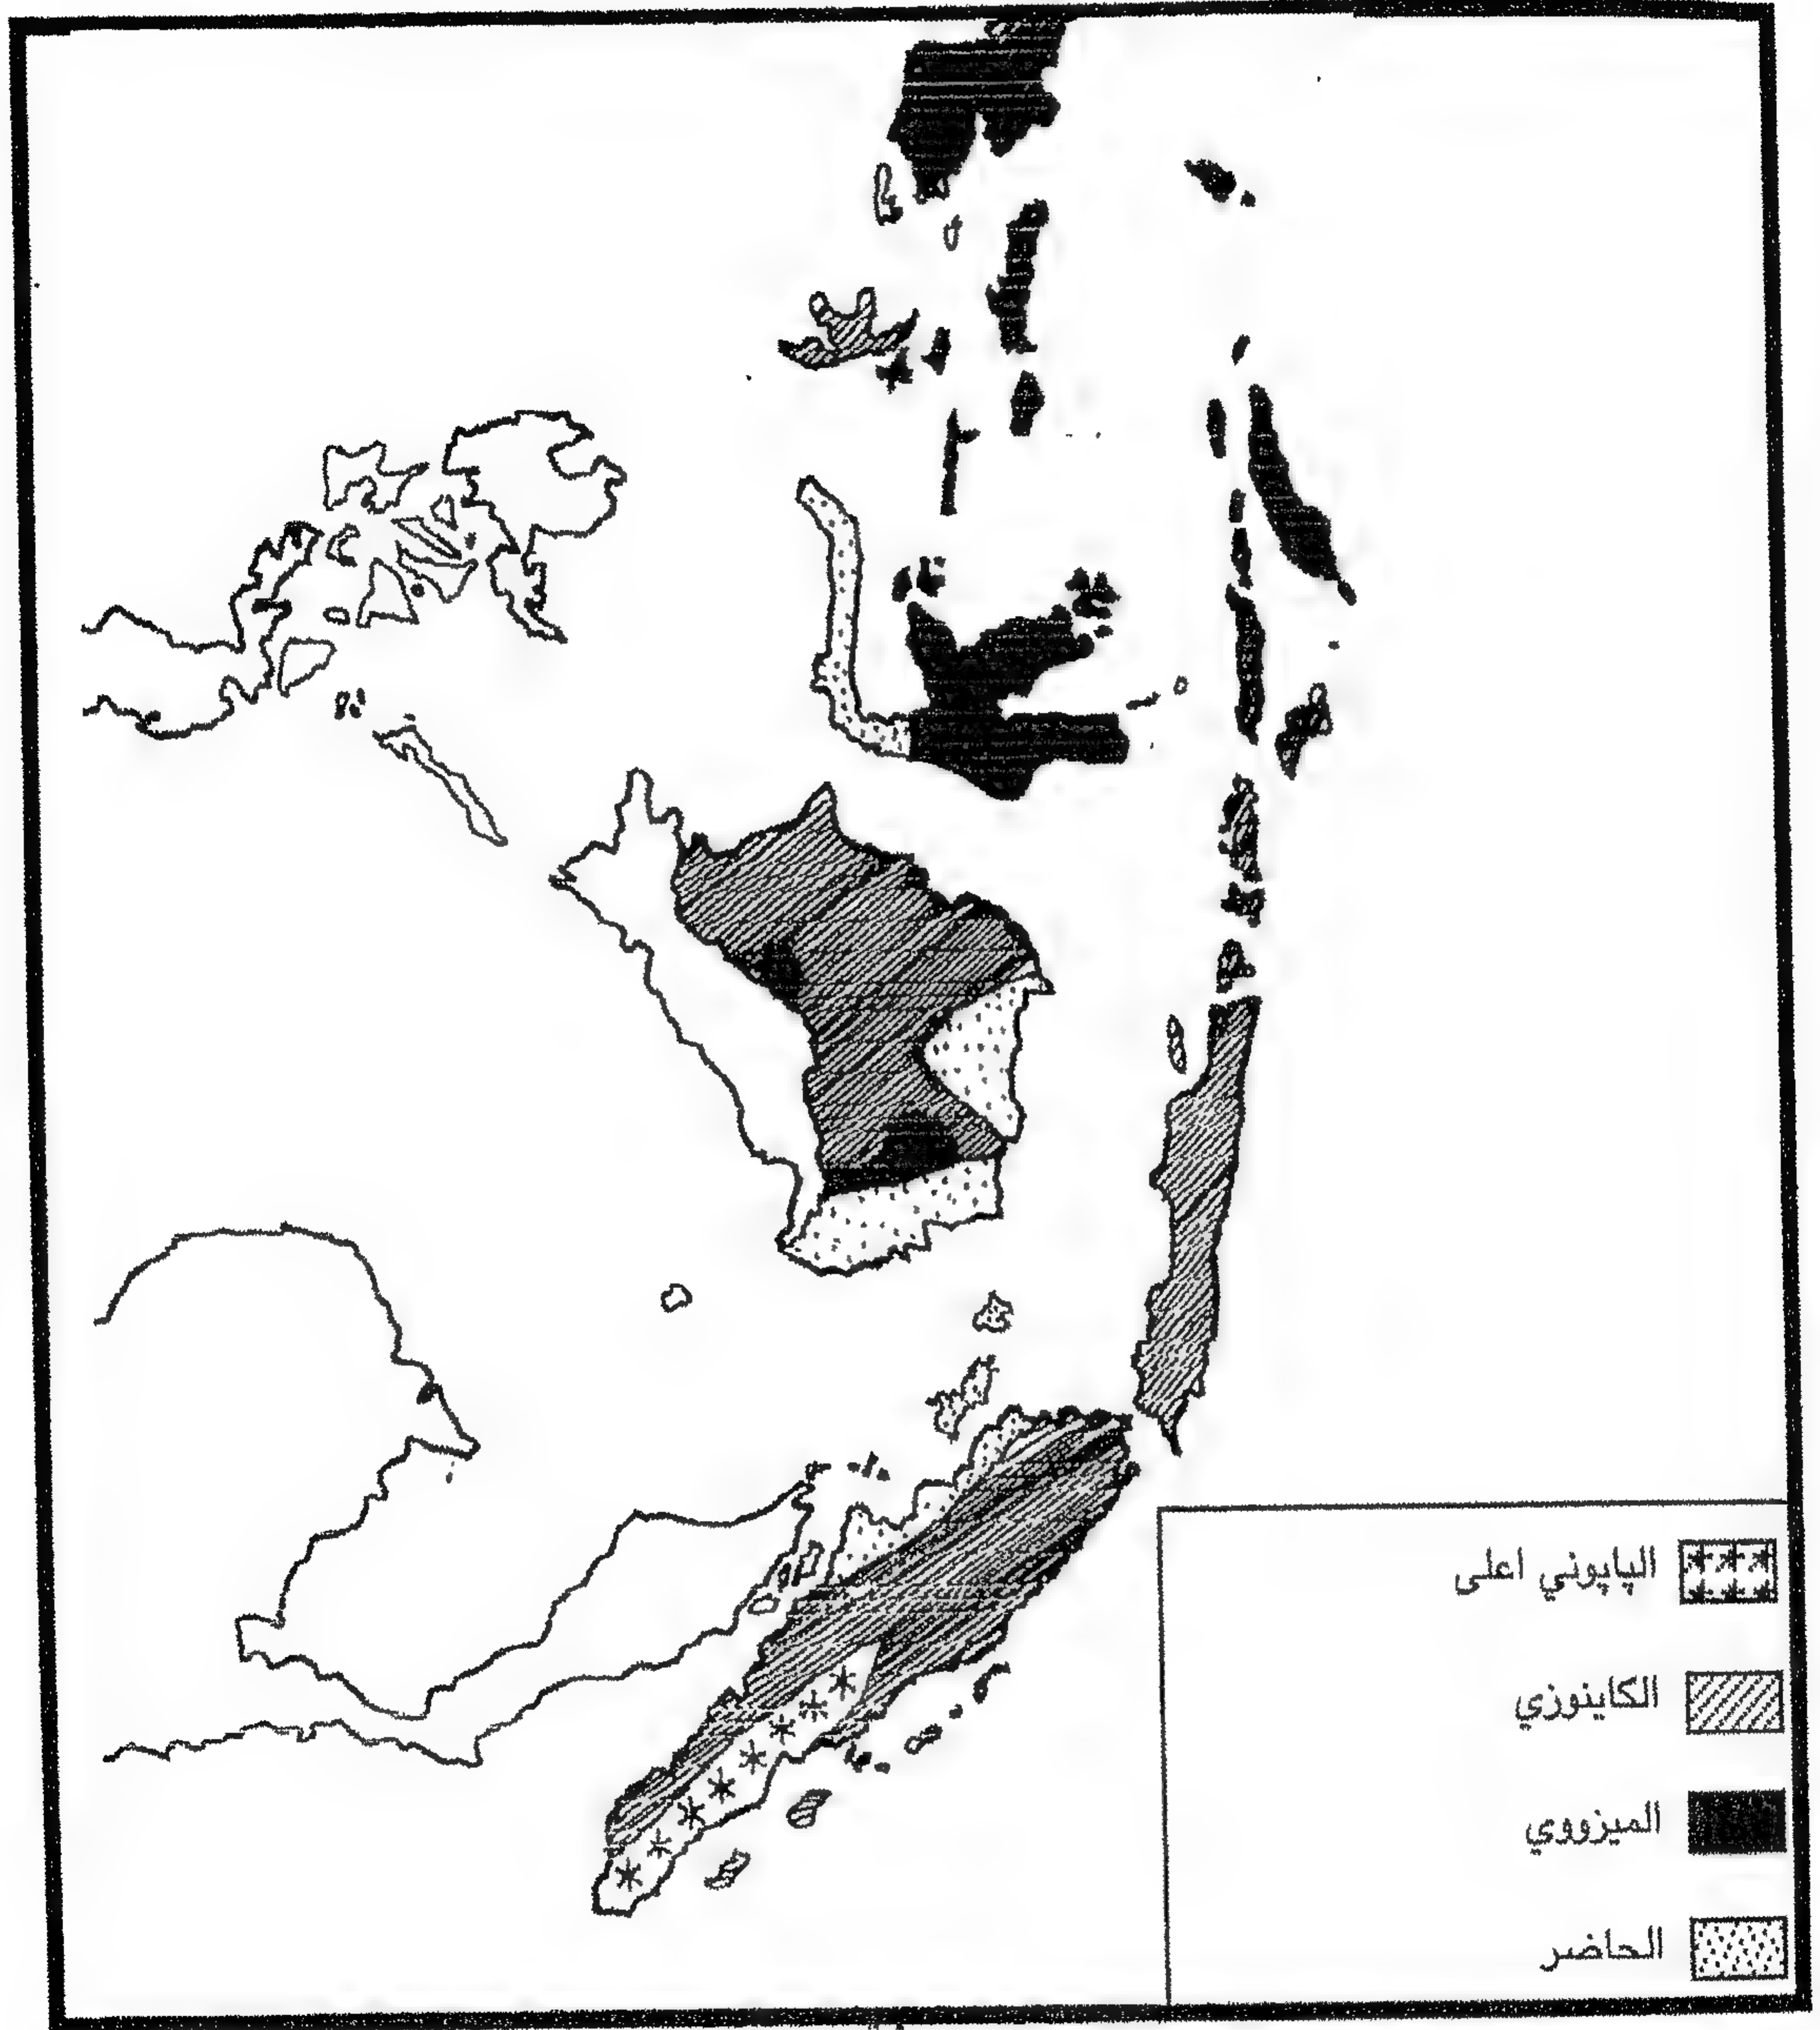 الپاپوني اعلى
الكاينوزي
الميزووي
الحاضر